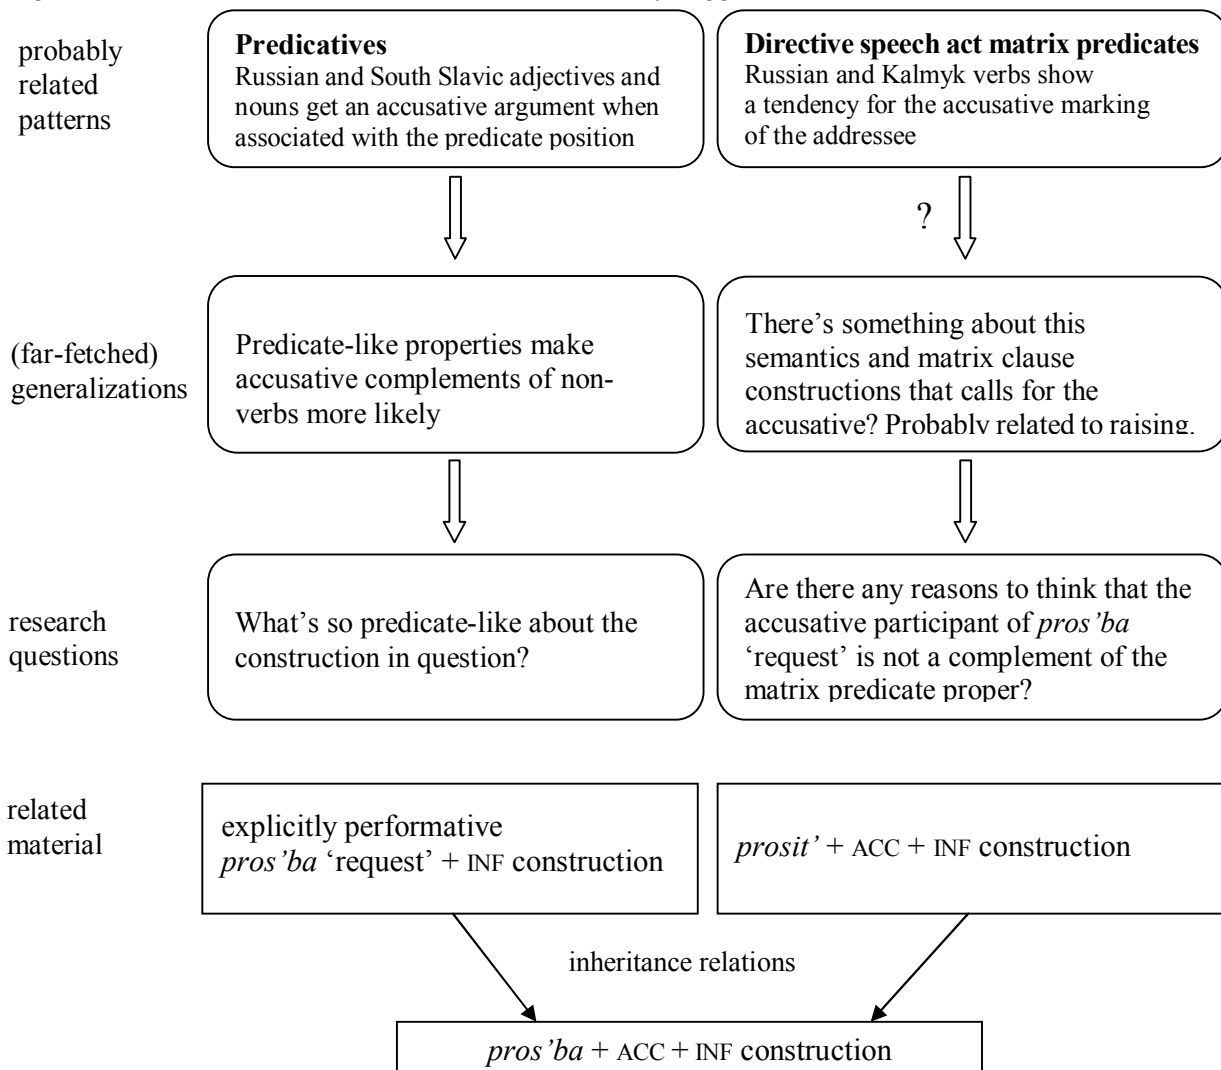 probably
related
patterns
Predicatives
Russian and South Slavic adjectives and
nouns get an accusative argument when
associated with the predicate position
Directive speech act matrix predicates
Russian and Kalmyk verbs show
a tendency for the accusative marking
of the addressee
?
(far-fetched)
generalizations
Predicate-like properties make
accusative complements of non-
verbs more likely
There’s something about this
semantics and matrix clause
constructions that calls for the
accusative? Probably related to raising.
research
questions
What’s so predicate-like about the
construction in question?
Are there any reasons to think that the
accusative participant of pros’ba
‘request’ is not a complement of the
matrix predicate proper?
related
material
explicitly performative
pros’ba ‘request’ + INF construction
prosit’ + ACC + INF construction
inheritance relations
pros’ba + ACC + INF construction